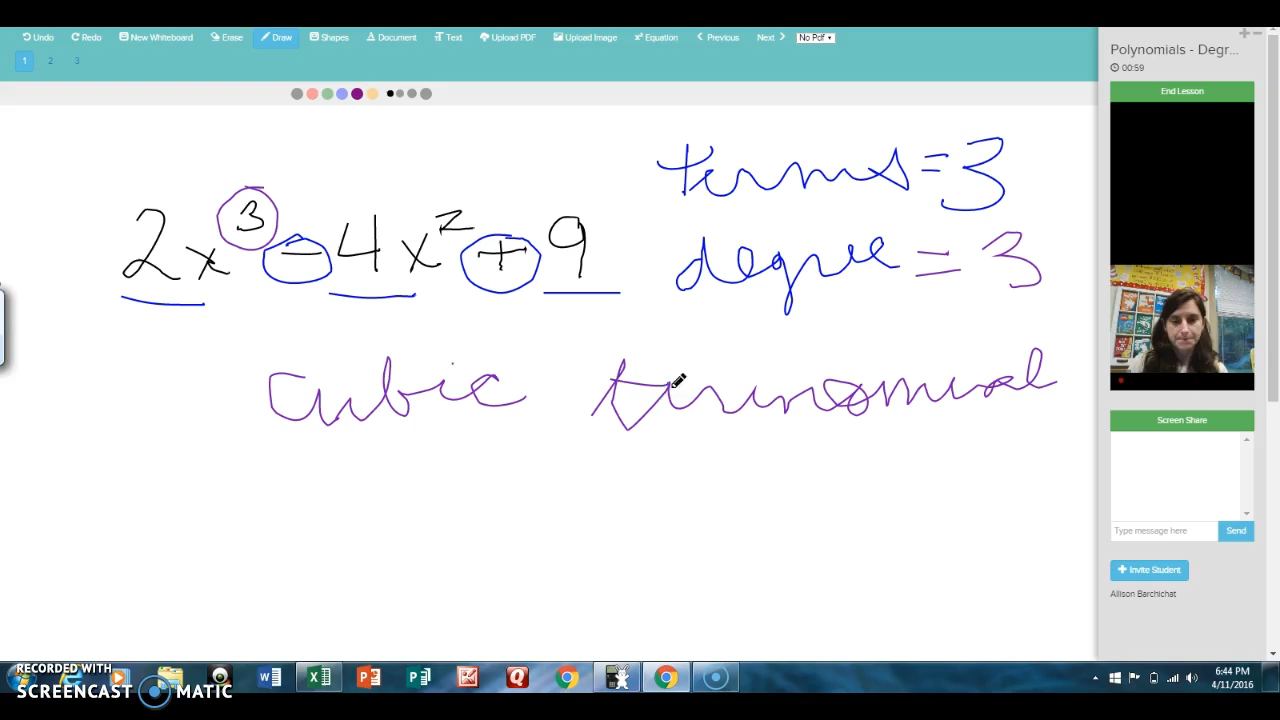 Undo Redo New Whiteboard Erase Draw Shapes Document Text Upload PDF Upload Image x² Equation Previous Next No Pdf
1 2 3
Polynomials - Degr...
00:59
End Lesson
terms = 3
2x³ - 4x² + 9
degree = 3
cubic trinomial
Screen Share
Type message here Send
Invite Student
Allison Barchichat
RECORDED WITH
SCREENCAST MATIC
6:44 PM
4/11/2016